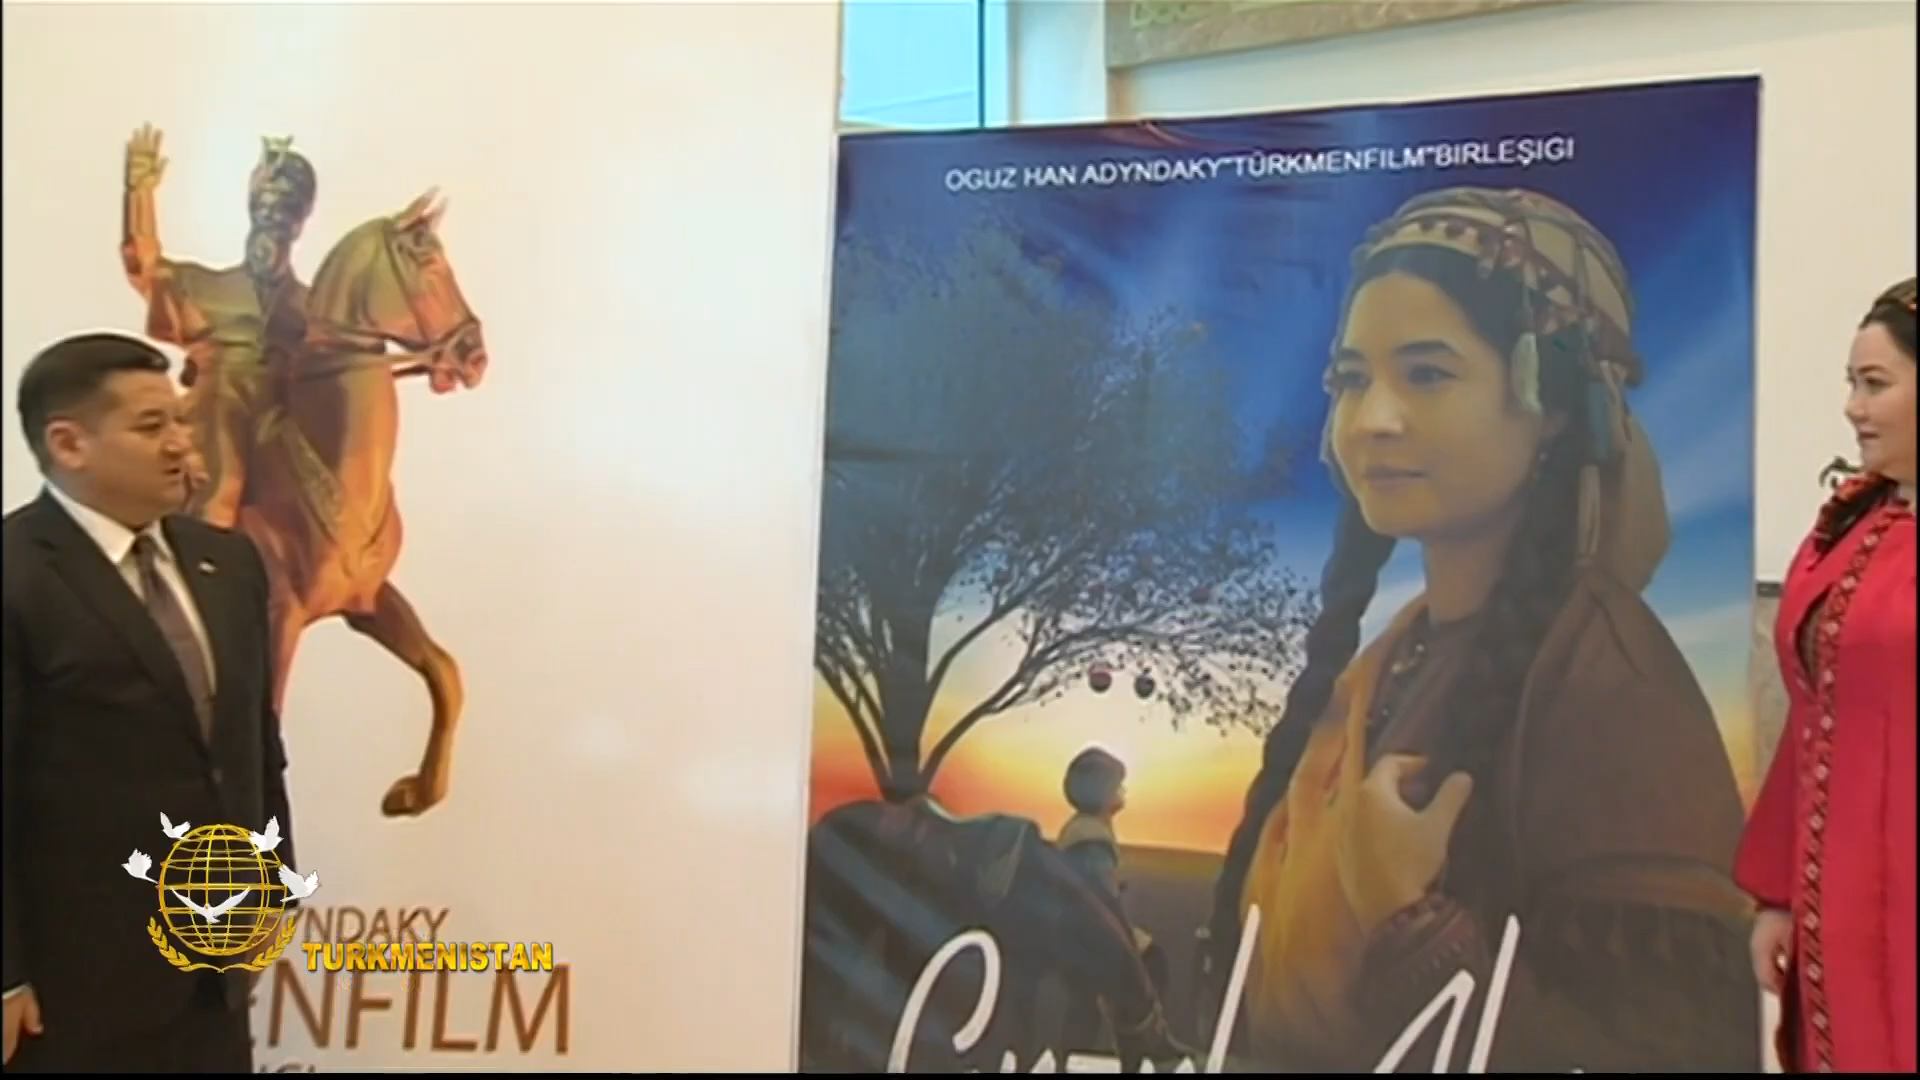 OGUZ HAN ADYNDAKY "TÜRKMENFILM" BIRLEŞIGI
YNDAKY
TURKMENISTAN
ENFILM